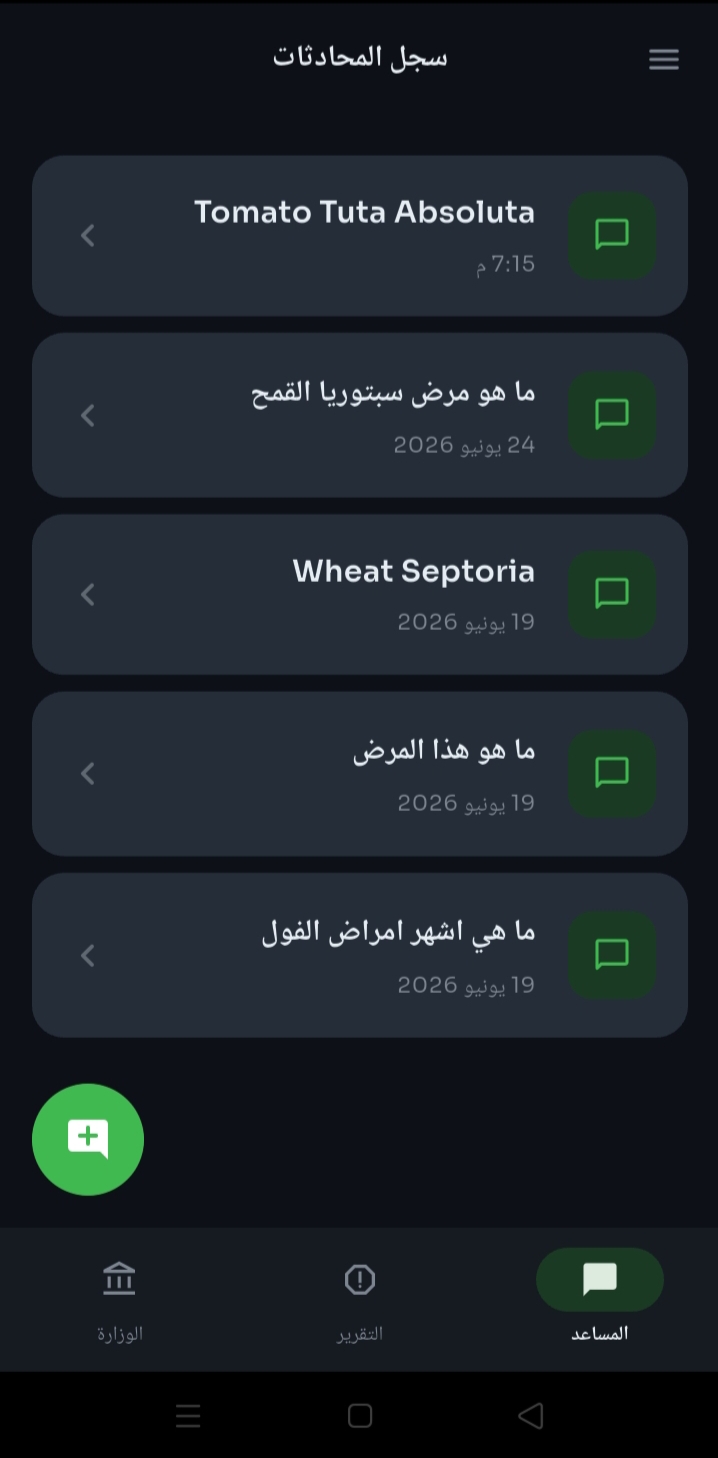 سجل المحادثات
Tomato Tuta Absoluta
7:15 م
ما هو مرض سبتوريا القمح
24 يونيو 2026
Wheat Septoria
19 يونيو 2026
ما هو هذا المرض
19 يونيو 2026
ما هي اشهر امراض الفول
19 يونيو 2026
المساعد
التقرير
الوزارة